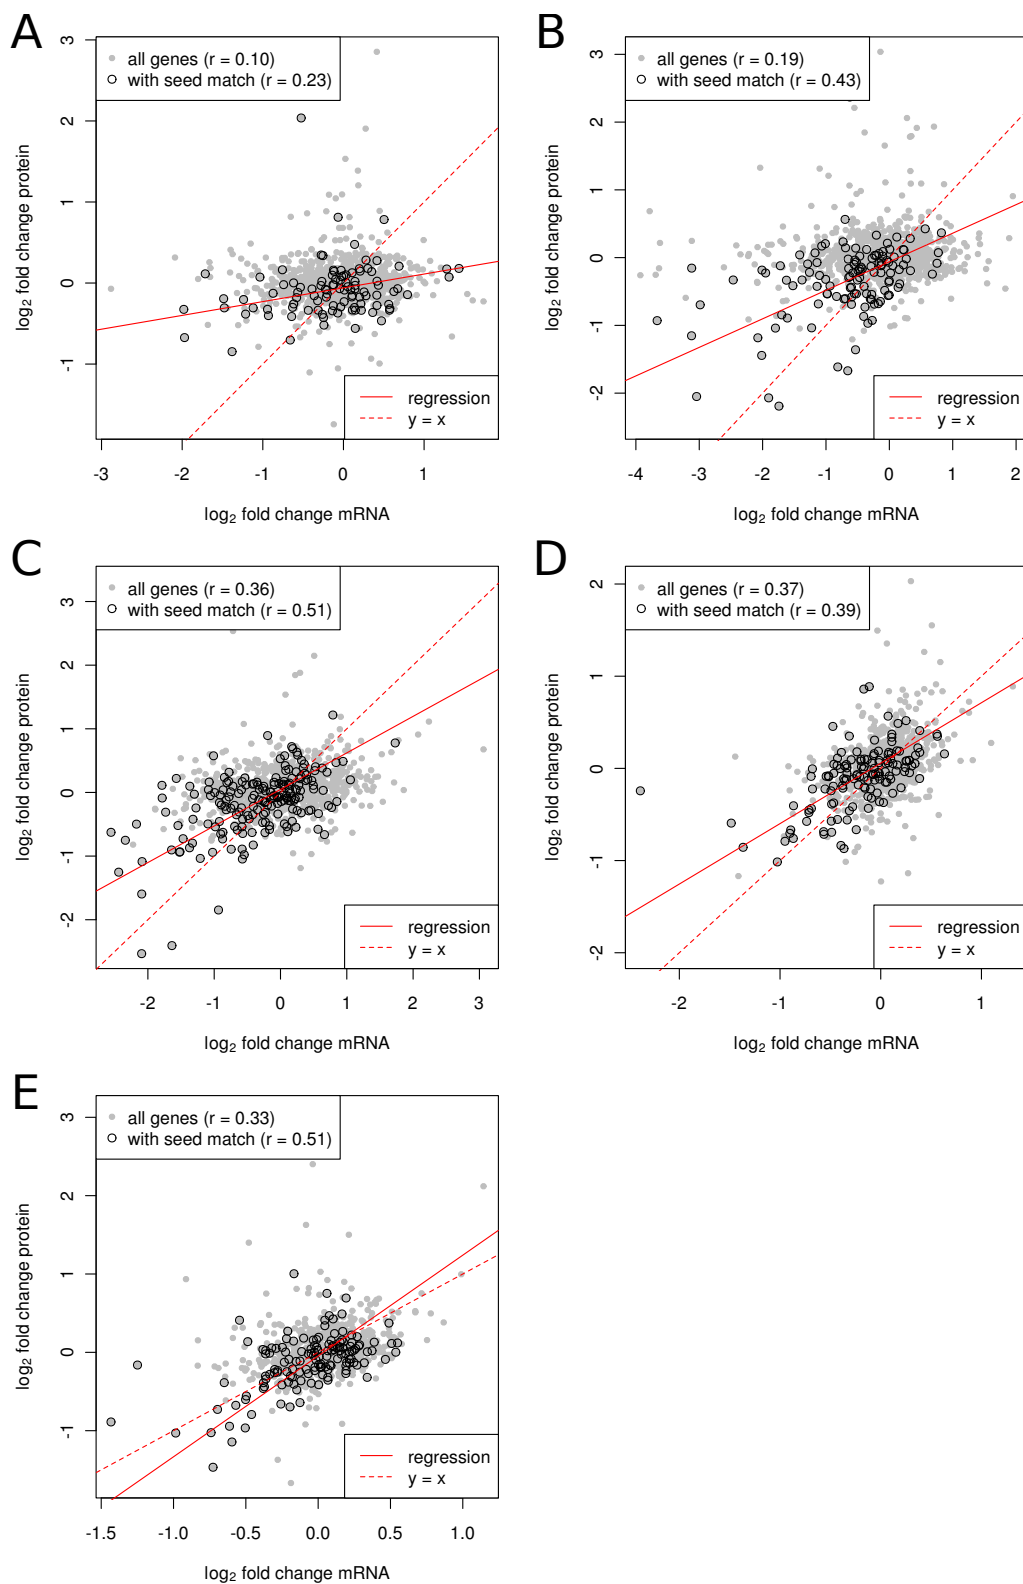 A
all genes (r = 0.10)
with seed match (r = 0.23)
log2 fold change protein
3
2
1
0
-1
regression
y = x
-3 -2 -1 0 1
log2 fold change mRNA
B
all genes (r = 0.19)
with seed match (r = 0.43)
log2 fold change protein
3
2
1
0
-1
-2
regression
y = x
-4 -3 -2 -1 0 1 2
log2 fold change mRNA
C
all genes (r = 0.36)
with seed match (r = 0.51)
log2 fold change protein
3
2
1
0
-1
-2
regression
y = x
-2 -1 0 1 2 3
log2 fold change mRNA
D
all genes (r = 0.37)
with seed match (r = 0.39)
log2 fold change protein
2
1
0
-1
-2
regression
y = x
-2 -1 0 1
log2 fold change mRNA
E
all genes (r = 0.33)
with seed match (r = 0.51)
log2 fold change protein
3
2
1
0
-1
regression
y = x
-1.5 -1.0 -0.5 0.0 0.5 1.0
log2 fold change mRNA